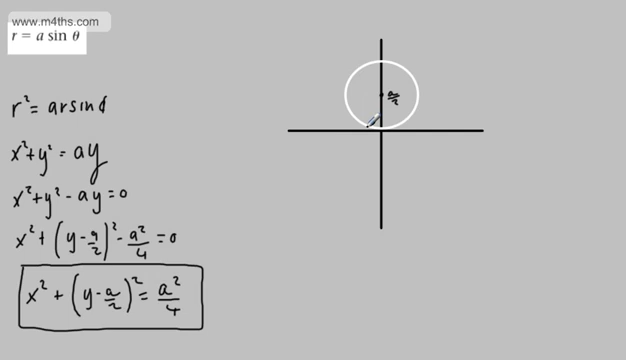 www.m4ths.com
r = a sin θ
r² = arsinθ
x² + y² = ay
x² + y² - ay = 0
x² + (y - a/2)² - a²/4 = 0
x² + (y - a/2)² = a²/4
a/2